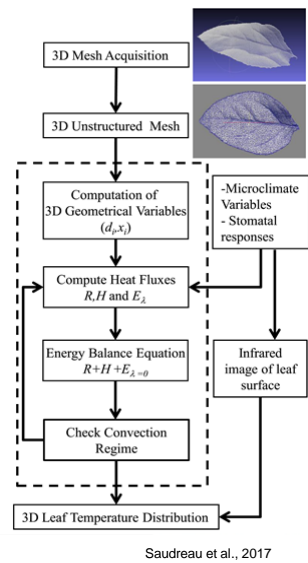 3D Mesh Acquisition
3D Unstructured Mesh
Computation of
3D Geometrical Variables
(dᵢ,xᵢ)
-Microclimate
Variables
- Stomatal
responses
Compute Heat Fluxes
R,H and Eλ
Energy Balance Equation
R+H+Eλ=0
Infrared
image of leaf
surface
Check Convection
Regime
3D Leaf Temperature Distribution
Saudreau et al., 2017